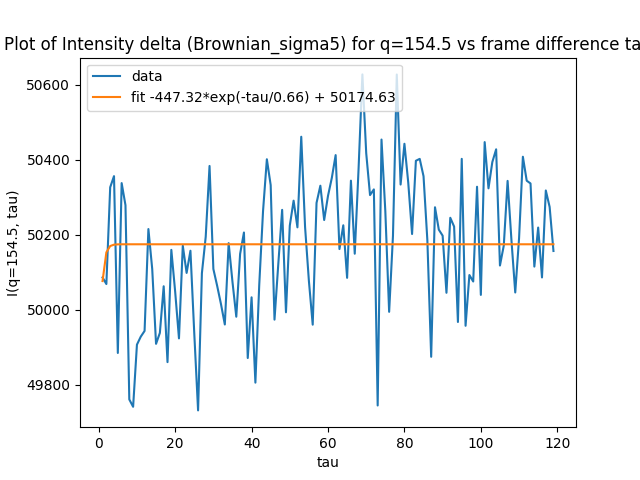 Plot of Intensity delta (Brownian_sigma5) for q=154.5 vs frame difference ta
data
fit -447.32*exp(-tau/0.66) + 50174.63
I(q=154.5, tau)
50600
50400
50200
50000
49800
0 20 40 60 80 100 120
tau